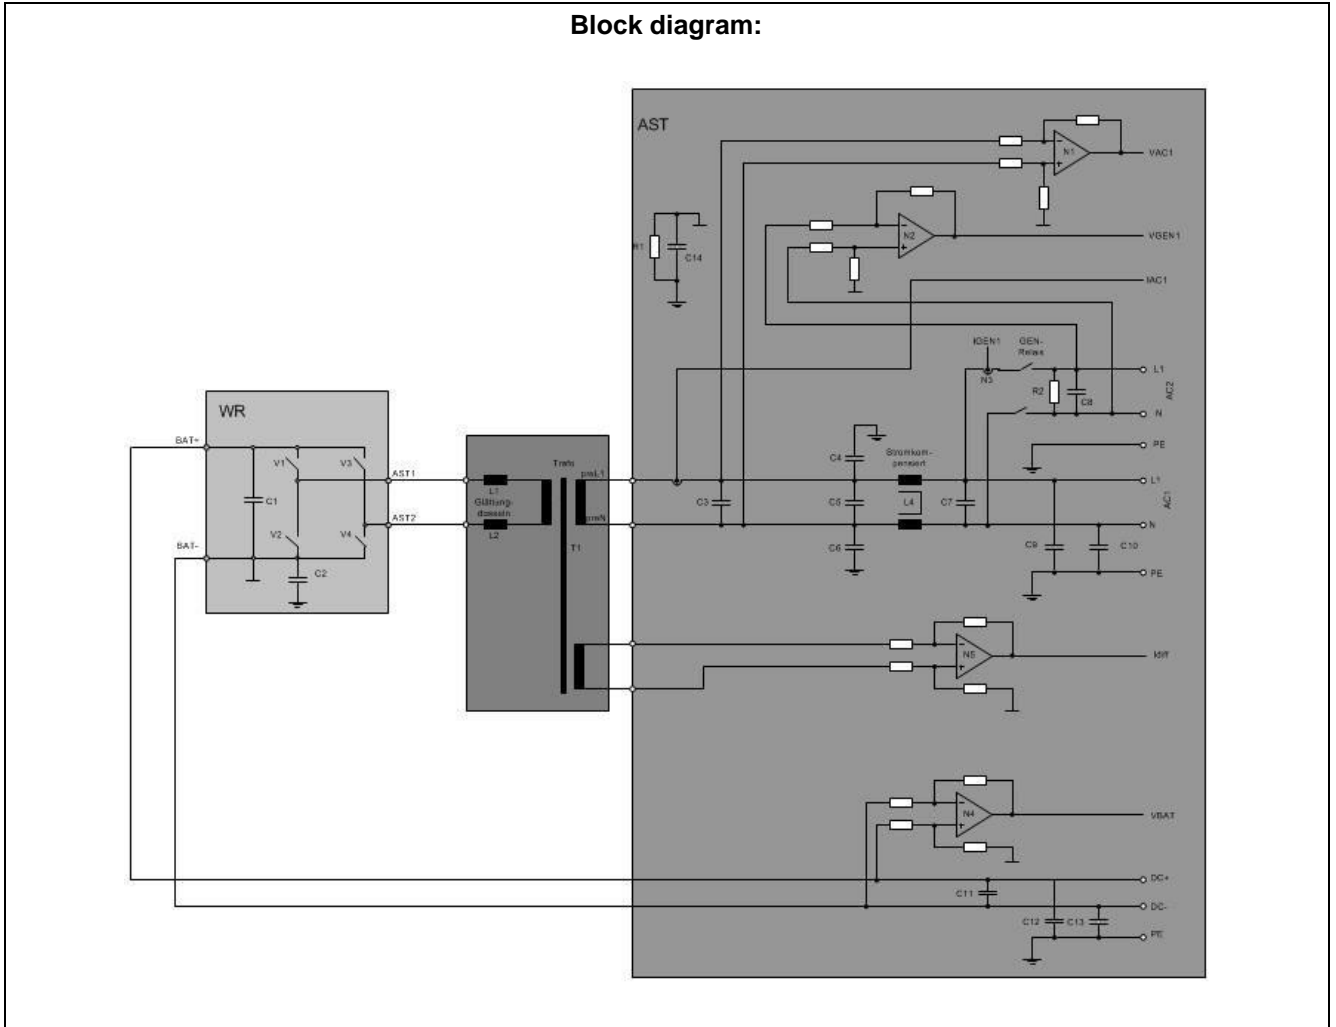 Block diagram:
AST
N1
VAC1
N2
VGEN1
R1
C14
IAC1
IGEN1
GEN-
Relais
N3
L1
R2
C8
AC2
N
PE
WR
BAT+
V1
V3
AST1
C1
AST2
V2
V4
BAT-
C2
Trafo
preL1
L1
Glättung-
drosseln
L2
preN
T1
C4
Stromkom-
pensiert
L1
C3
C5
L4
C7
AC1
N
C6
C9
C10
PE
N5
Idiff
N4
VBAT
DC+
C11
DC-
C12
C13
PE